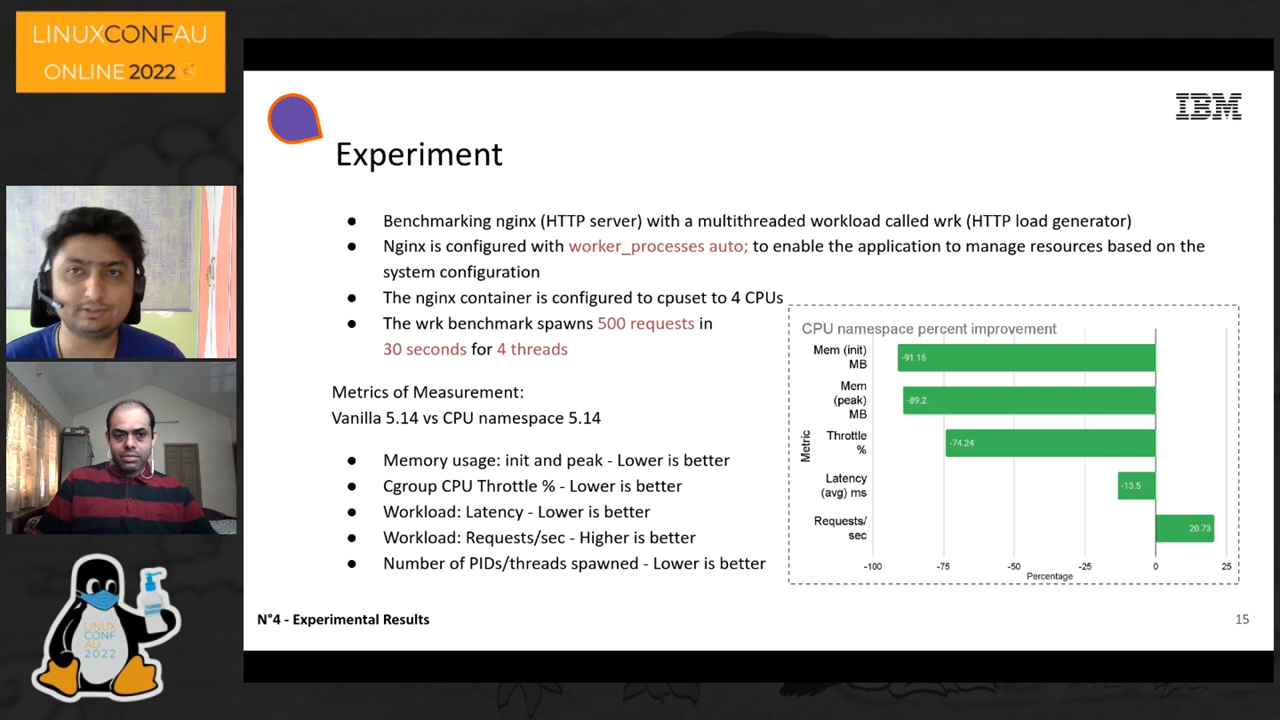 LINUXCONFAU
ONLINE 2022
IBM
Experiment
● Benchmarking nginx (HTTP server) with a multithreaded workload called wrk (HTTP load generator)
● Nginx is configured with worker_processes auto; to enable the application to manage resources based on the
system configuration
● The nginx container is configured to cpuset to 4 CPUs
● The wrk benchmark spawns 500 requests in
30 seconds for 4 threads
Metrics of Measurement:
Vanilla 5.14 vs CPU namespace 5.14
● Memory usage: init and peak - Lower is better
● Cgroup CPU Throttle % - Lower is better
● Workload: Latency - Lower is better
● Workload: Requests/sec - Higher is better
● Number of PIDs/threads spawned - Lower is better
CPU namespace percent improvement
Metric
Mem (init)
MB
-91.15
Mem
(peak)
MB
-89.2
Throttle
%
-74.24
Latency
(avg) ms
-13.5
Requests/
sec
20.73
-100 -75 -50 -25 0 25
Percentage
N°4 - Experimental Results
15
LINUX
CONF
AU
2022